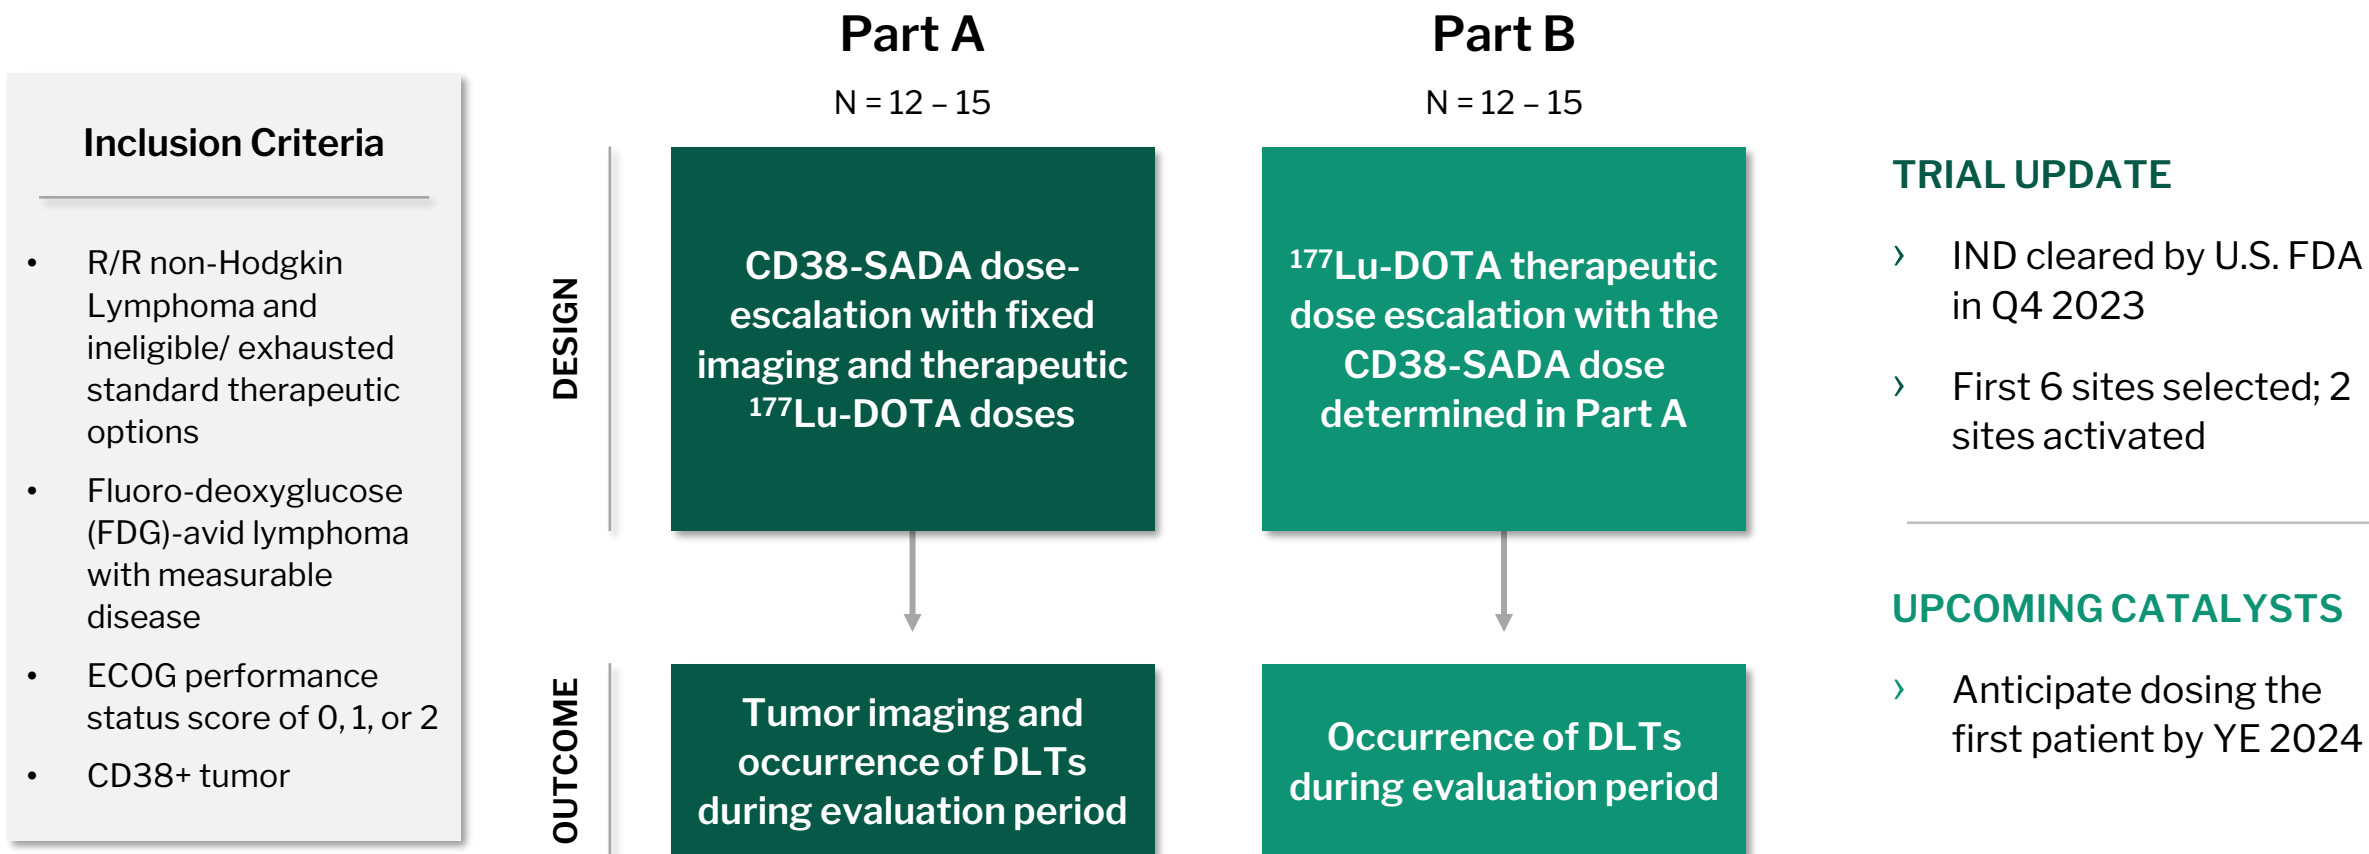 Inclusion Criteria
• R/R non-Hodgkin
Lymphoma and
ineligible/ exhausted
standard therapeutic
options
• Fluoro-deoxyglucose
(FDG)-avid lymphoma
with measurable
disease
• ECOG performance
status score of 0, 1, or 2
• CD38+ tumor
DESIGN
OUTCOME
Part A
N = 12 – 15
CD38-SADA dose-
escalation with fixed
imaging and therapeutic
¹⁷⁷Lu-DOTA doses
Tumor imaging and
occurrence of DLTs
during evaluation period
Part B
N = 12 – 15
¹⁷⁷Lu-DOTA therapeutic
dose escalation with the
CD38-SADA dose
determined in Part A
Occurrence of DLTs
during evaluation period
TRIAL UPDATE
› IND cleared by U.S. FDA
in Q4 2023
› First 6 sites selected; 2
sites activated
UPCOMING CATALYSTS
› Anticipate dosing the
first patient by YE 2024